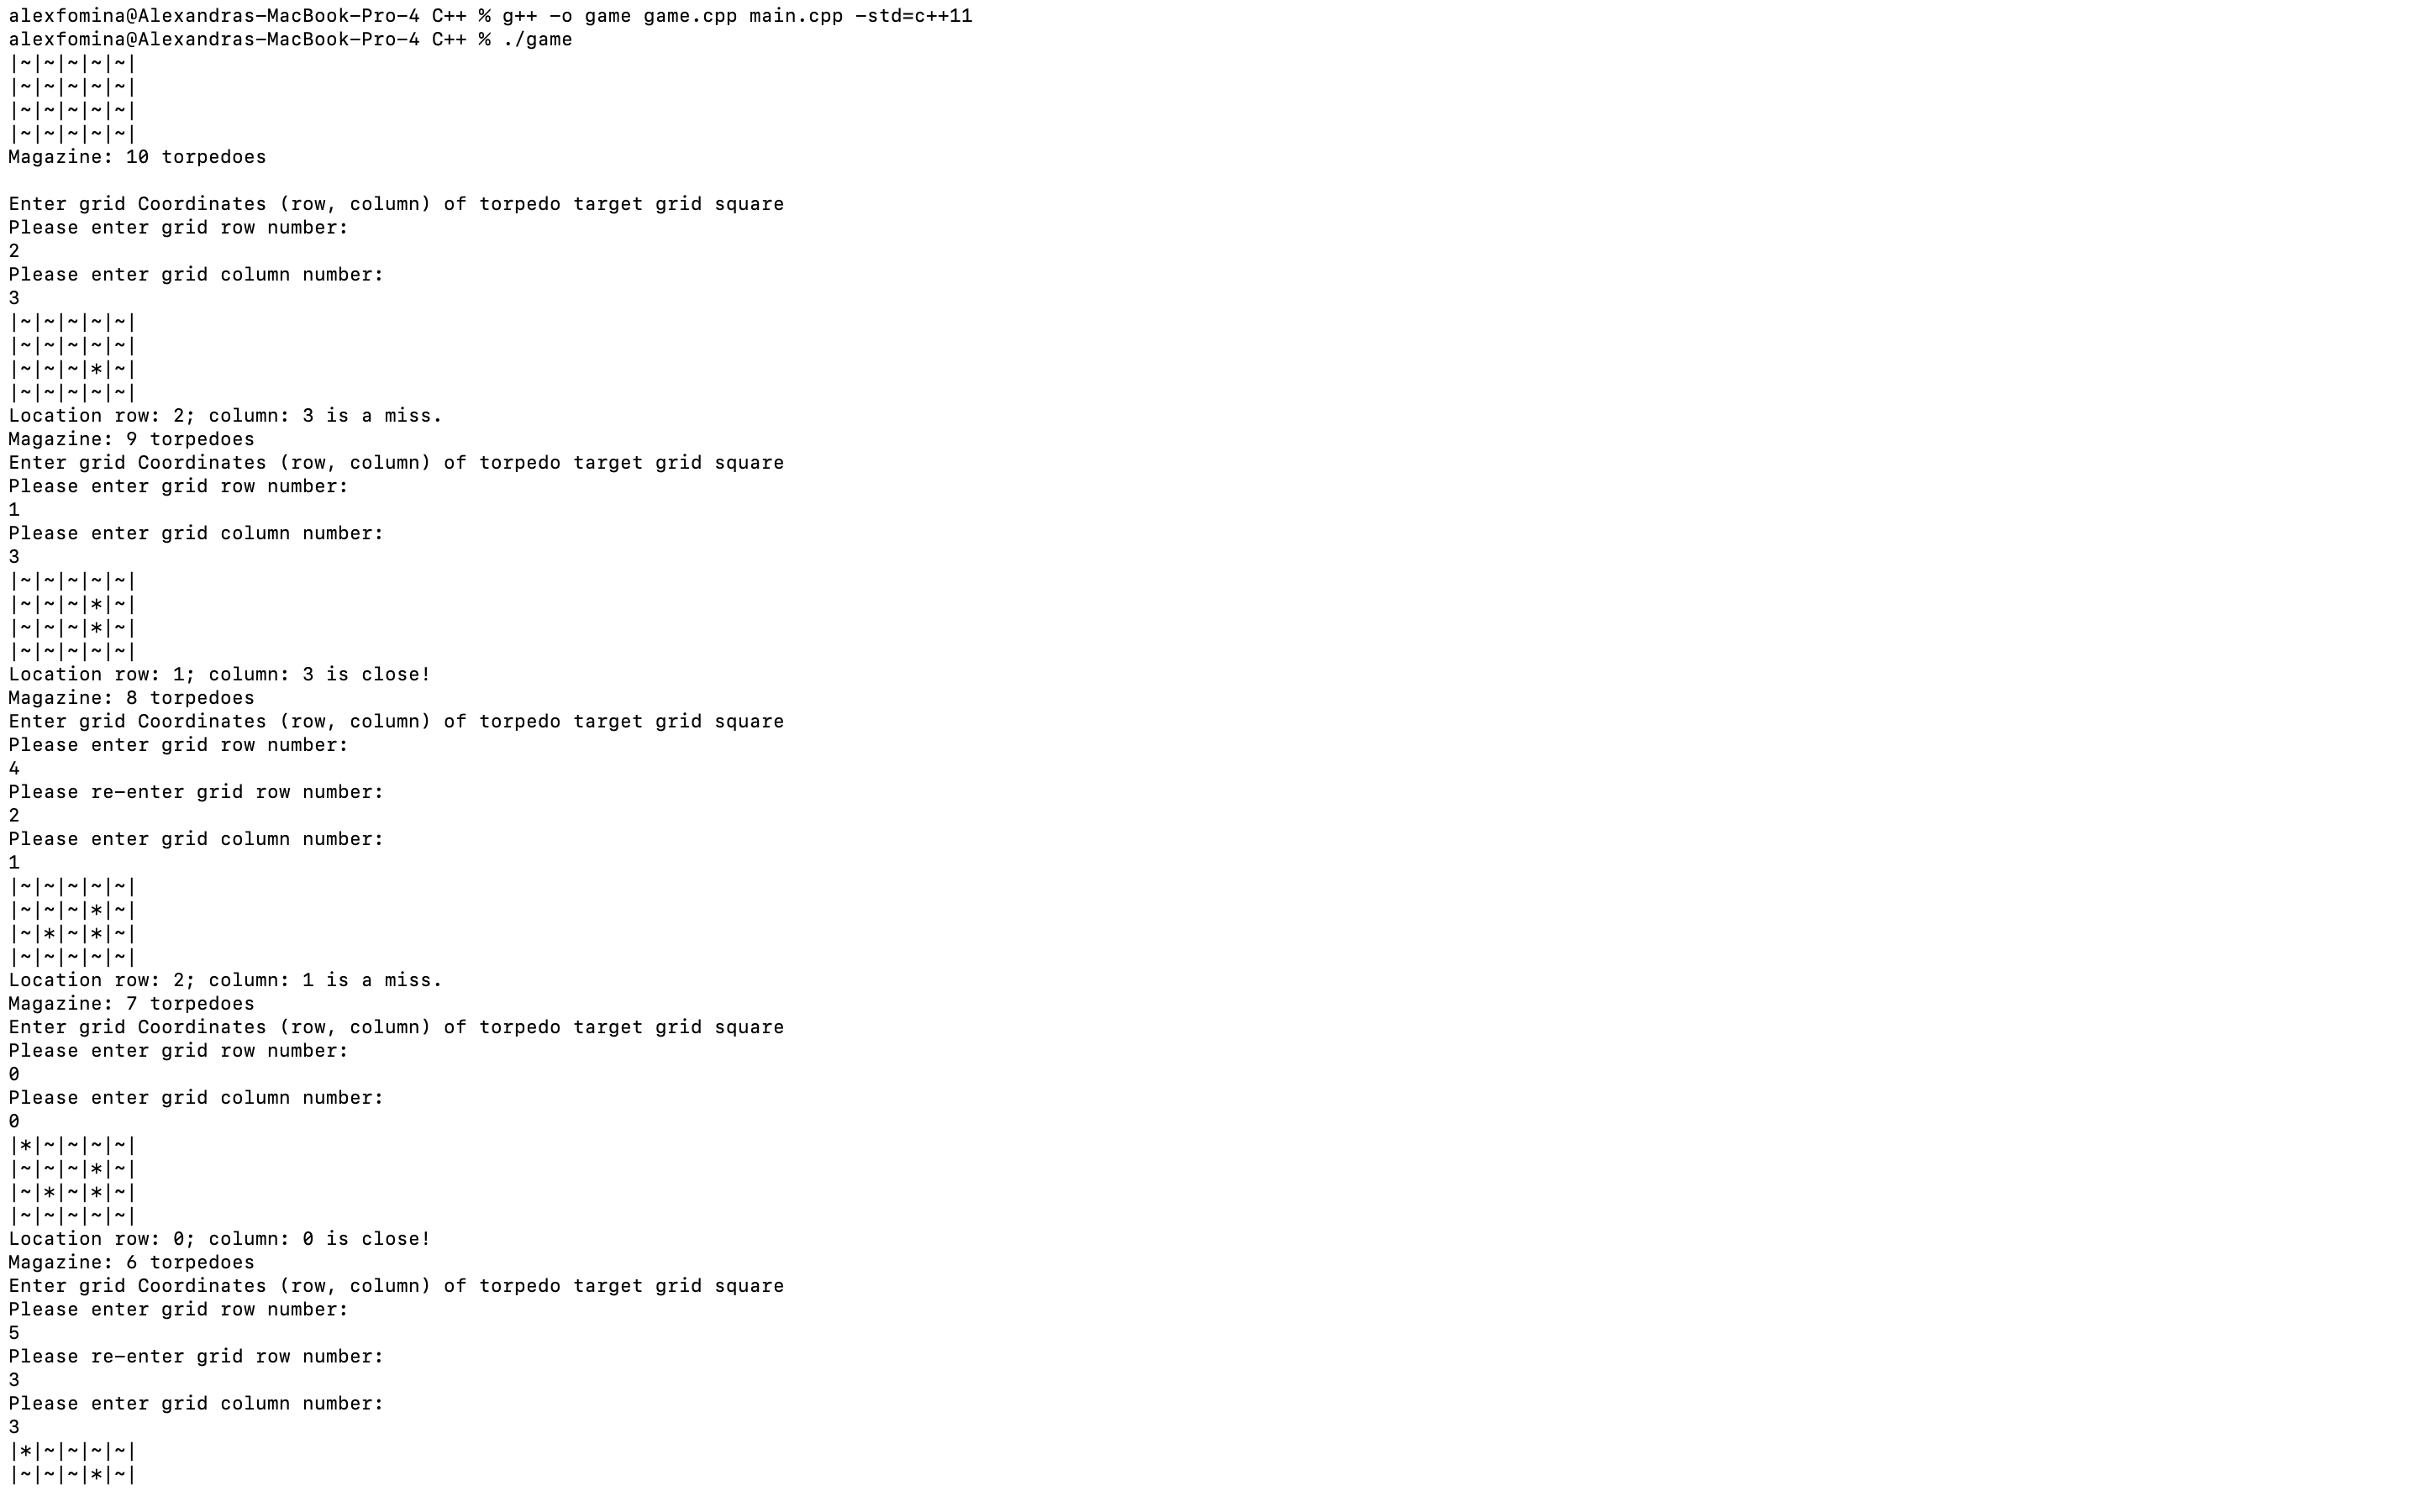 alexfomina@Alexandras-MacBook-Pro-4 C++ % g++ -o game game.cpp main.cpp -std=c++11
alexfomina@Alexandras-MacBook-Pro-4 C++ % ./game
|~|~|~|~|~|
|~|~|~|~|~|
|~|~|~|~|~|
|~|~|~|~|~|
Magazine: 10 torpedoes

Enter grid Coordinates (row, column) of torpedo target grid square
Please enter grid row number:
2
Please enter grid column number:
3
|~|~|~|~|~|
|~|~|~|~|~|
|~|~|~|*|~|
|~|~|~|~|~|
Location row: 2; column: 3 is a miss.
Magazine: 9 torpedoes
Enter grid Coordinates (row, column) of torpedo target grid square
Please enter grid row number:
1
Please enter grid column number:
3
|~|~|~|~|~|
|~|~|~|*|~|
|~|~|~|*|~|
|~|~|~|~|~|
Location row: 1; column: 3 is close!
Magazine: 8 torpedoes
Enter grid Coordinates (row, column) of torpedo target grid square
Please enter grid row number:
4
Please re-enter grid row number:
2
Please enter grid column number:
1
|~|~|~|~|~|
|~|~|~|*|~|
|~|*|~|*|~|
|~|~|~|~|~|
Location row: 2; column: 1 is a miss.
Magazine: 7 torpedoes
Enter grid Coordinates (row, column) of torpedo target grid square
Please enter grid row number:
0
Please enter grid column number:
0
|*|~|~|~|~|
|~|~|~|*|~|
|~|*|~|*|~|
|~|~|~|~|~|
Location row: 0; column: 0 is close!
Magazine: 6 torpedoes
Enter grid Coordinates (row, column) of torpedo target grid square
Please enter grid row number:
5
Please re-enter grid row number:
3
Please enter grid column number:
3
|*|~|~|~|~|
|~|~|~|*|~|